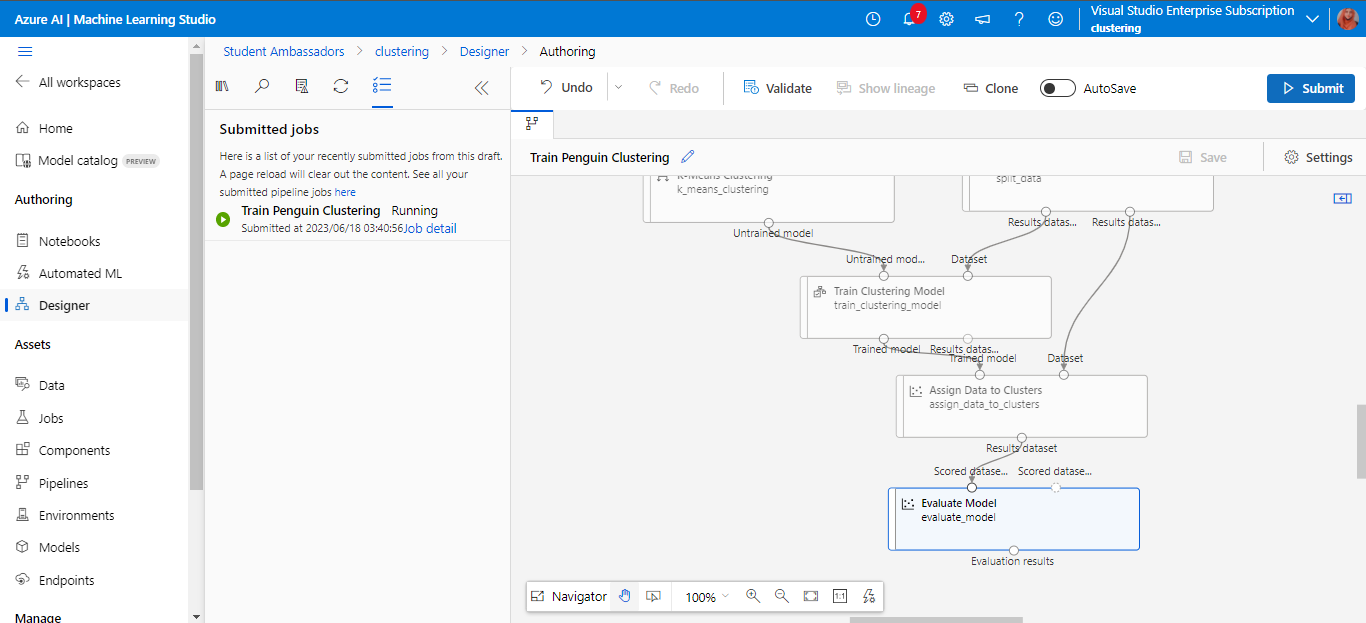 Azure AI | Machine Learning Studio
7
Visual Studio Enterprise Subscription
clustering
All workspaces
Home
Model catalog PREVIEW
Authoring
Notebooks
Automated ML
Designer
Assets
Data
Jobs
Components
Pipelines
Environments
Models
Endpoints
Manage
Student Ambassadors > clustering > Designer > Authoring
Submitted jobs
Here is a list of your recently submitted jobs from this draft.
A page reload will clear out the content. See all your
submitted pipeline jobs here
Train Penguin Clustering Running
Submitted at 2023/06/18 03:40:56Job detail
Undo Redo Validate Show lineage Clone AutoSave Submit
Train Penguin Clustering
Save Settings
K-Means Clustering
k_means_clustering
split_data
Untrained model
Results datas... Results datas...
Untrained mod... Dataset
Train Clustering Model
train_clustering_model
Trained model Results datas...
Trained model Dataset
Assign Data to Clusters
assign_data_to_clusters
Results dataset
Scored datase... Scored datase...
Evaluate Model
evaluate_model
Evaluation results
Navigator 100% 1:1